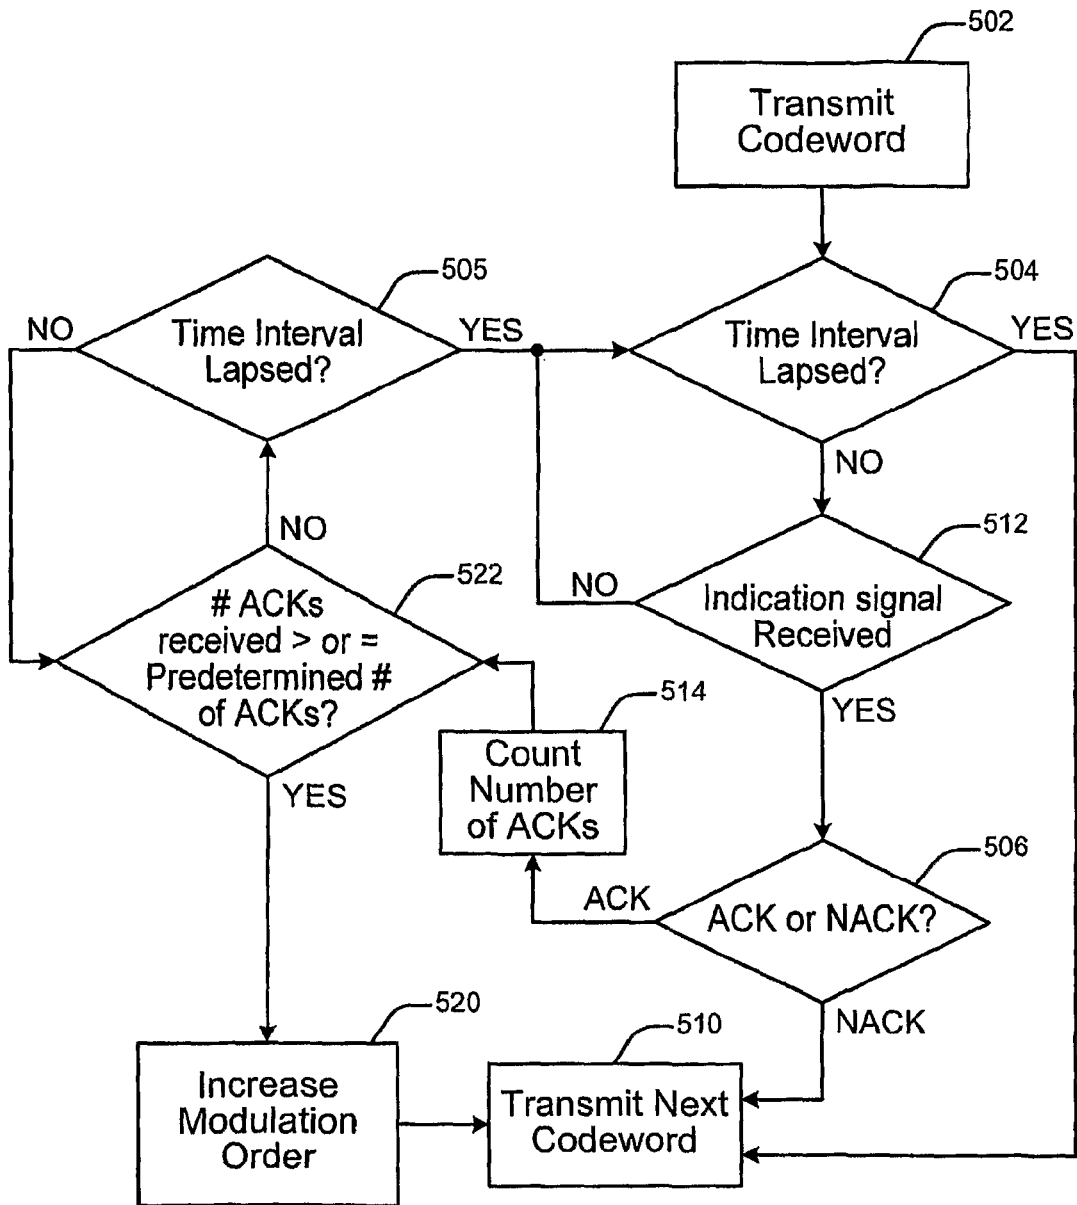 502
Transmit
Codeword
505
504
NO
Time Interval
Lapsed?
YES
Time Interval
Lapsed?
YES
NO
NO
512
522
NO
Indication signal
Received
# ACKs
received > or =
Predetermined #
of ACKs?
514
YES
YES
Count
Number
of ACKs
506
ACK
ACK or NACK?
520
510
NACK
Increase
Modulation
Order
Transmit Next
Codeword